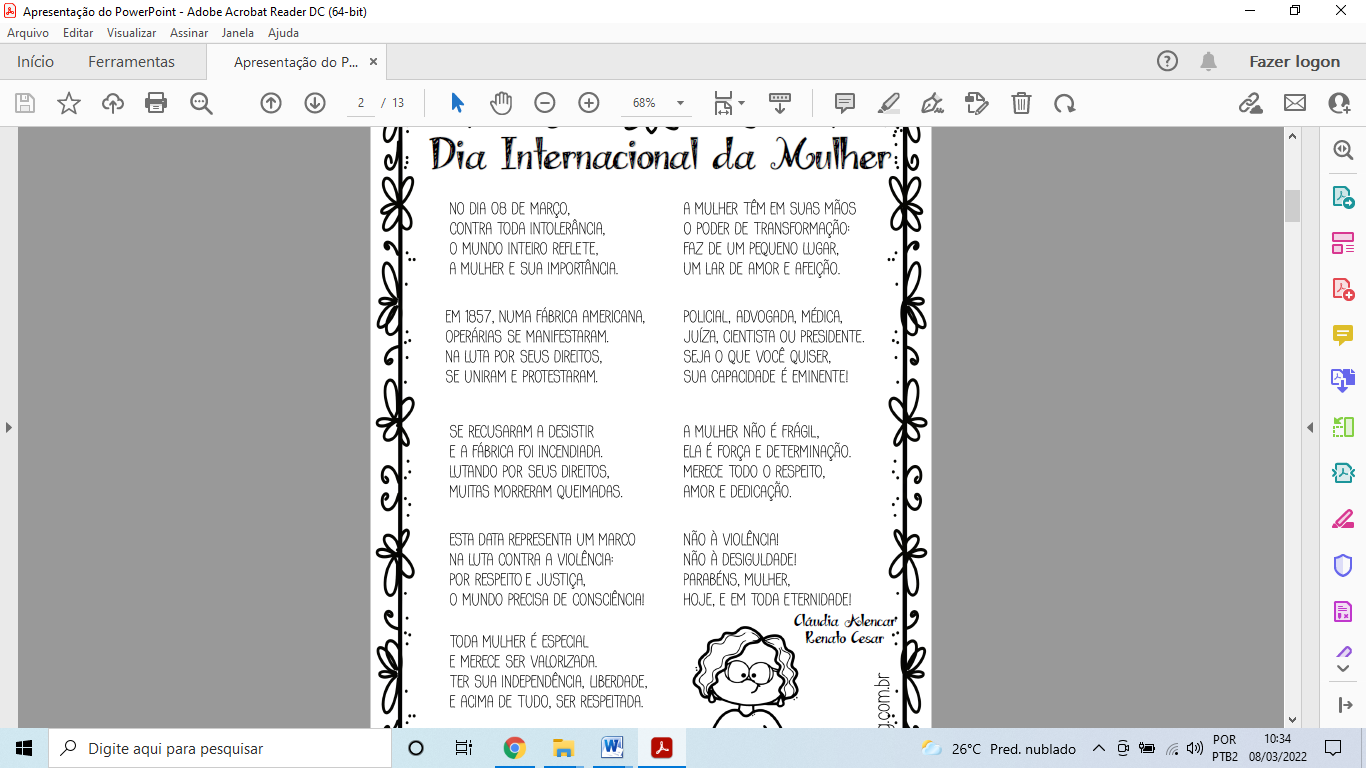 Apresentação do PowerPoint - Adobe Acrobat Reader DC (64-bit)
Arquivo Editar Visualizar Assinar Janela Ajuda
Início Ferramentas Apresentação do P... × Fazer logon
2 / 13 68%
Dia Internacional da Mulher
NO DIA 08 DE MARÇO,
CONTRA TODA INTOLERÂNCIA,
O MUNDO INTEIRO REFLETE,
A MULHER E SUA IMPORTÂNCIA.
EM 1857, NUMA FÁBRICA AMERICANA,
OPERÁRIAS SE MANIFESTARAM.
NA LUTA POR SEUS DIREITOS,
SE UNIRAM E PROTESTARAM.
SE RECUSARAM A DESISTIR
E A FÁBRICA FOI INCENDIADA.
LUTANDO POR SEUS DIREITOS,
MUITAS MORRERAM QUEIMADAS.
ESTA DATA REPRESENTA UM MARCO
NA LUTA CONTRA A VIOLÊNCIA:
POR RESPEITO E JUSTIÇA,
O MUNDO PRECISA DE CONSCIÊNCIA!
TODA MULHER É ESPECIAL
E MERECE SER VALORIZADA.
TER SUA INDEPENDÊNCIA, LIBERDADE,
E ACIMA DE TUDO, SER RESPEITADA.
A MULHER TÊM EM SUAS MÃOS
O PODER DE TRANSFORMAÇÃO:
FAZ DE UM PEQUENO LUGAR,
UM LAR DE AMOR E AFEIÇÃO.
POLICIAL, ADVOGADA, MÉDICA,
JUÍZA, CIENTISTA OU PRESIDENTE.
SEJA O QUE VOCÊ QUISER,
SUA CAPACIDADE É EMINENTE!
A MULHER NÃO É FRÁGIL,
ELA É FORÇA E DETERMINAÇÃO.
MERECE TODO O RESPEITO,
AMOR E DEDICAÇÃO.
NÃO À VIOLÊNCIA!
NÃO À DESIGULDADE!
PARABÉNS, MULHER,
HOJE, E EM TODA ETERNIDADE!
Cláudia Alencar
Renato Cesar
g.com.br
Digite aqui para pesquisar
26°C Pred. nublado
POR
PTB2
10:34
08/03/2022